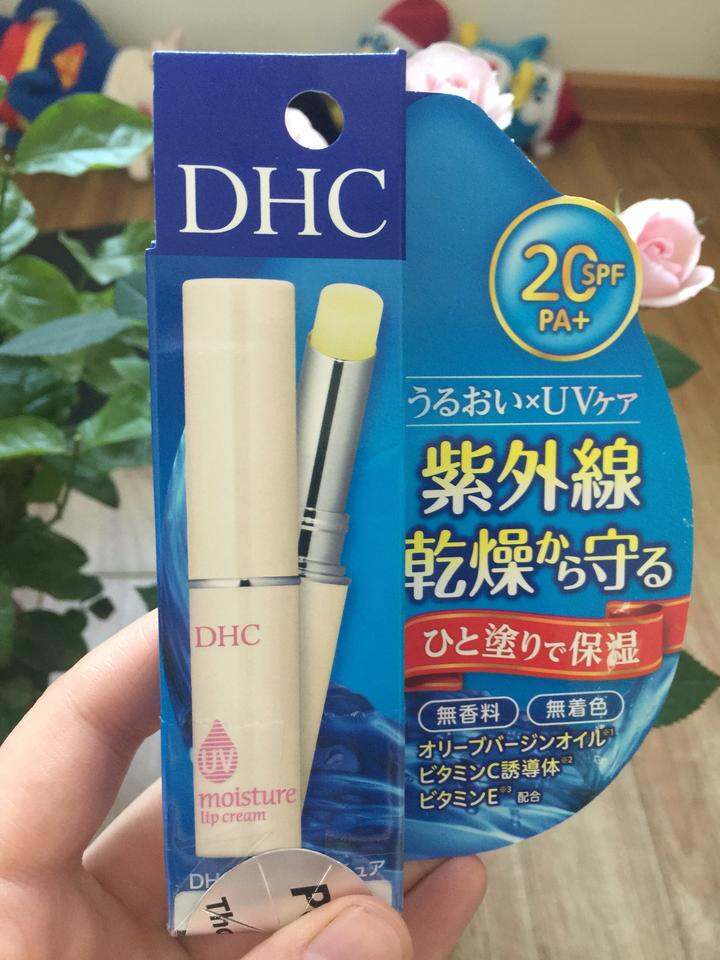 DHC
20 SPF
PA+
うるおい×UVケア
紫外線
乾燥から守る
ひと塗りで保湿
無香料 無着色
オリーブバージンオイル※1
ビタミンC誘導体※2
ビタミンE※3 配合
DHC
UV
moisture
lip cream